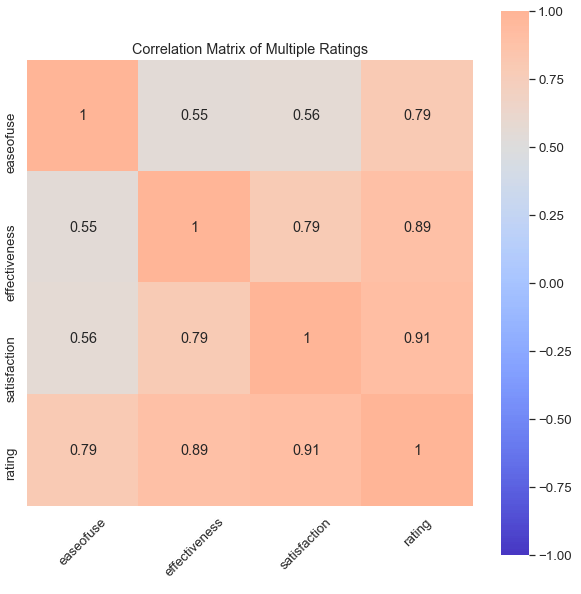 Correlation Matrix of Multiple Ratings
easeofuse
1 0.55 0.56 0.79
effectiveness
0.55 1 0.79 0.89
satisfaction
0.56 0.79 1 0.91
rating
0.79 0.89 0.91 1
easeofuse effectiveness satisfaction rating
1.00
0.75
0.50
0.25
0.00
−0.25
−0.50
−0.75
−1.00